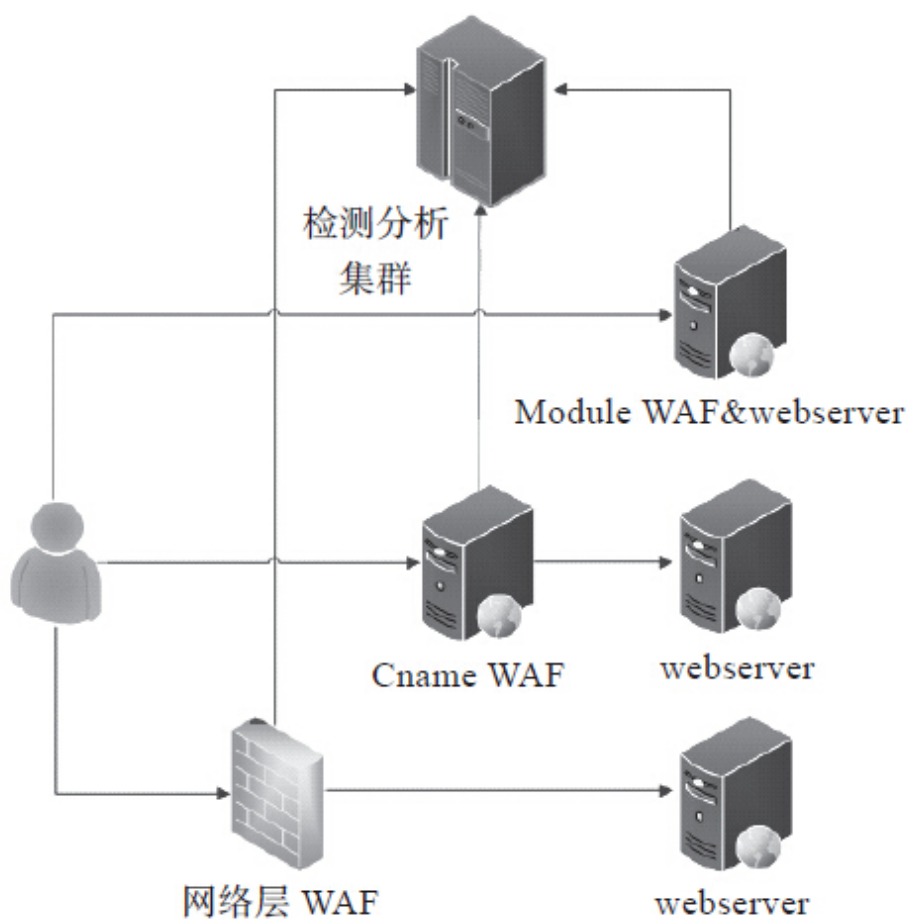 检测分析
集群
Module WAF&webserver
Cname WAF
webserver
网络层 WAF
webserver